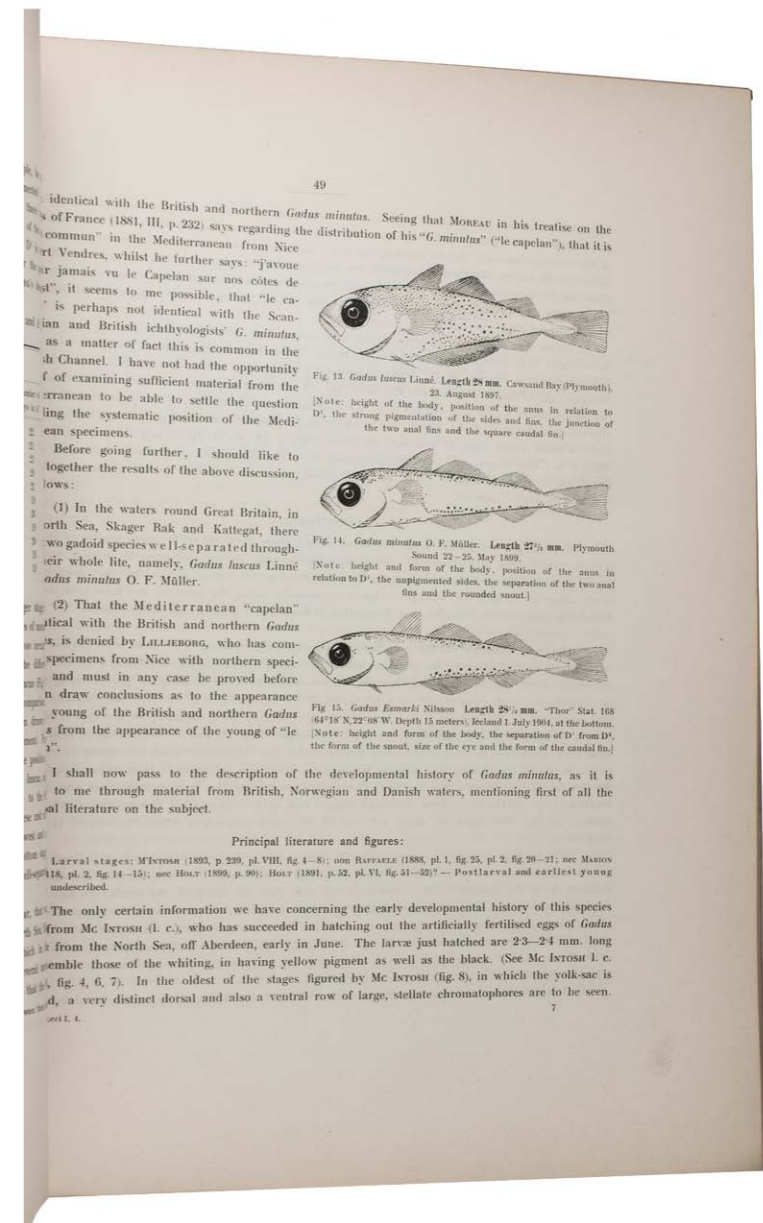 49
identical with the British and northern Gadus minutus. Seeing that MOREAU in his treatise on the
of France (1881, III, p. 232) says regarding the distribution of his "G. minutus" ("le capelan"), that it is
commun" in the Mediterranean from Nice
rt Vendres, whilst he further says: "j'avoue
r jamais vu le Capelan sur nos côtes de
st", it seems to me possible, that "le ca-
' is perhaps not identical with the Scan-
ian and British ichthyologists' G. minutus,
as a matter of fact this is common in the
sh Channel. I have not had the opportunity
f of examining sufficient material from the
erranean to be able to settle the question
ling the systematic position of the Medi-
ean specimens.
Before going further, I should like to
together the results of the above discussion,
lows:
(1) In the waters round Great Britain, in
orth Sea, Skager Rak and Kattegat, there
two gadoid species well-separated through-
eir whole lite, namely, Gadus luscus Linné
adus minutus O. F. Müller.
(2) That the Mediterranean "capelan"
tical with the British and northern Gadus
s, is denied by LILLJEBORG, who has com-
specimens from Nice with northern speci-
and must in any case be proved before
n draw conclusions as to the appearance
young of the British and northern Gadus
s from the appearance of the young of "le
1".
Fig. 13. Gadus luscus Linné. Length 28 mm. Cawsand Bay (Plymouth),
23. August 1897.
[Note: height of the body, position of the anus in relation to
D¹, the strong pigmentation of the sides and fins, the junction of
the two anal fins and the square caudal fin.]
Fig. 14. Gadus minutus O. F. Müller. Length 27½ mm. Plymouth
Sound 22–25. May 1899.
[Note: height and form of the body, position of the anus in
relation to D¹, the unpigmented sides, the separation of the two anal
fins and the rounded snout.]
Fig 15. Gadus Esmarki Nilsson Length 28½ mm. "Thor" Stat. 168
(64°18' N, 22°08' W. Depth 15 meters), Iceland 1. July 1904, at the bottom.
[Note: height and form of the body, the separation of D¹ from D²,
the form of the snout, size of the eye and the form of the caudal fin.]
I shall now pass to the description of the developmental history of Gadus minutus, as it is
to me through material from British, Norwegian and Danish waters, mentioning first of all the
al literature on the subject.
Principal literature and figures:
Larval stages: M'INTOSH (1893, p. 239, pl. VIII, fig. 4—8); non RAFFAELE (1888, pl. 1, fig 25, pl. 2, fig. 20—21; nec MARION
pl. 2, fig. 14—15); nec HOLT (1899, p. 90); HOLT (1891, p. 52, pl. VI, fig. 51—52)? — Postlarval and earliest young
undescribed.
The only certain information we have concerning the early developmental history of this species
from MC INTOSH (l. c.), who has succeeded in hatching out the artificially fertilised eggs of Gadus
from the North Sea, off Aberdeen, early in June. The larvæ just hatched are 2·3—2·4 mm. long
emble those of the whiting, in having yellow pigment as well as the black. (See MC INTOSH l. c.
, fig. 4, 6, 7). In the oldest of the stages figured by MC INTOSH (fig. 8), in which the yolk-sac is
d, a very distinct dorsal and also a ventral row of large, stellate chromatophores are to be seen.
7